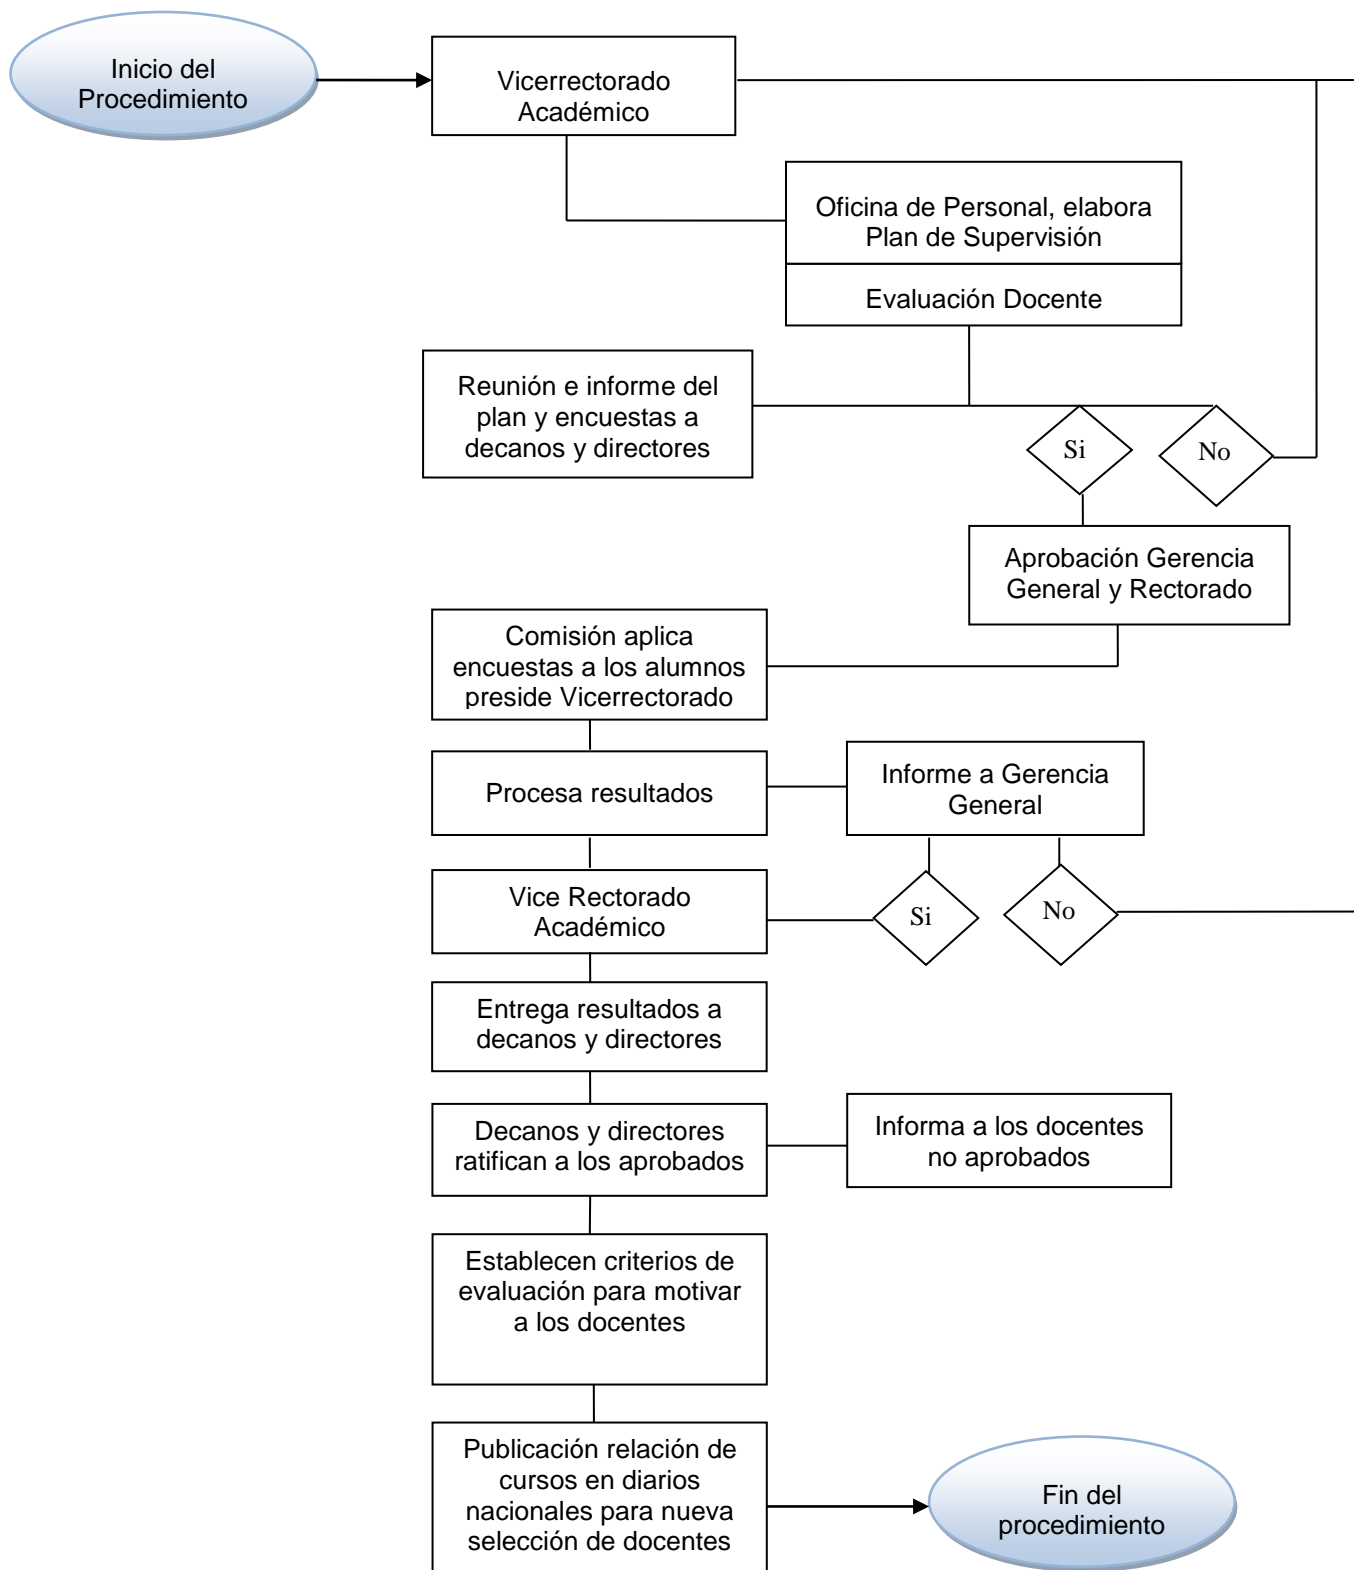 Inicio del
Procedimiento
Vicerrectorado
Académico
Oficina de Personal, elabora
Plan de Supervisión
Evaluación Docente
Reunión e informe del
plan y encuestas a
decanos y directores
Si
No
Aprobación Gerencia
General y Rectorado
Comisión aplica
encuestas a los alumnos
preside Vicerrectorado
Procesa resultados
Informe a Gerencia
General
Vice Rectorado
Académico
Si
No
Entrega resultados a
decanos y directores
Decanos y directores
ratifican a los aprobados
Informa a los docentes
no aprobados
Establecen criterios de
evaluación para motivar
a los docentes
Publicación relación de
cursos en diarios
nacionales para nueva
selección de docentes
Fin del
procedimiento